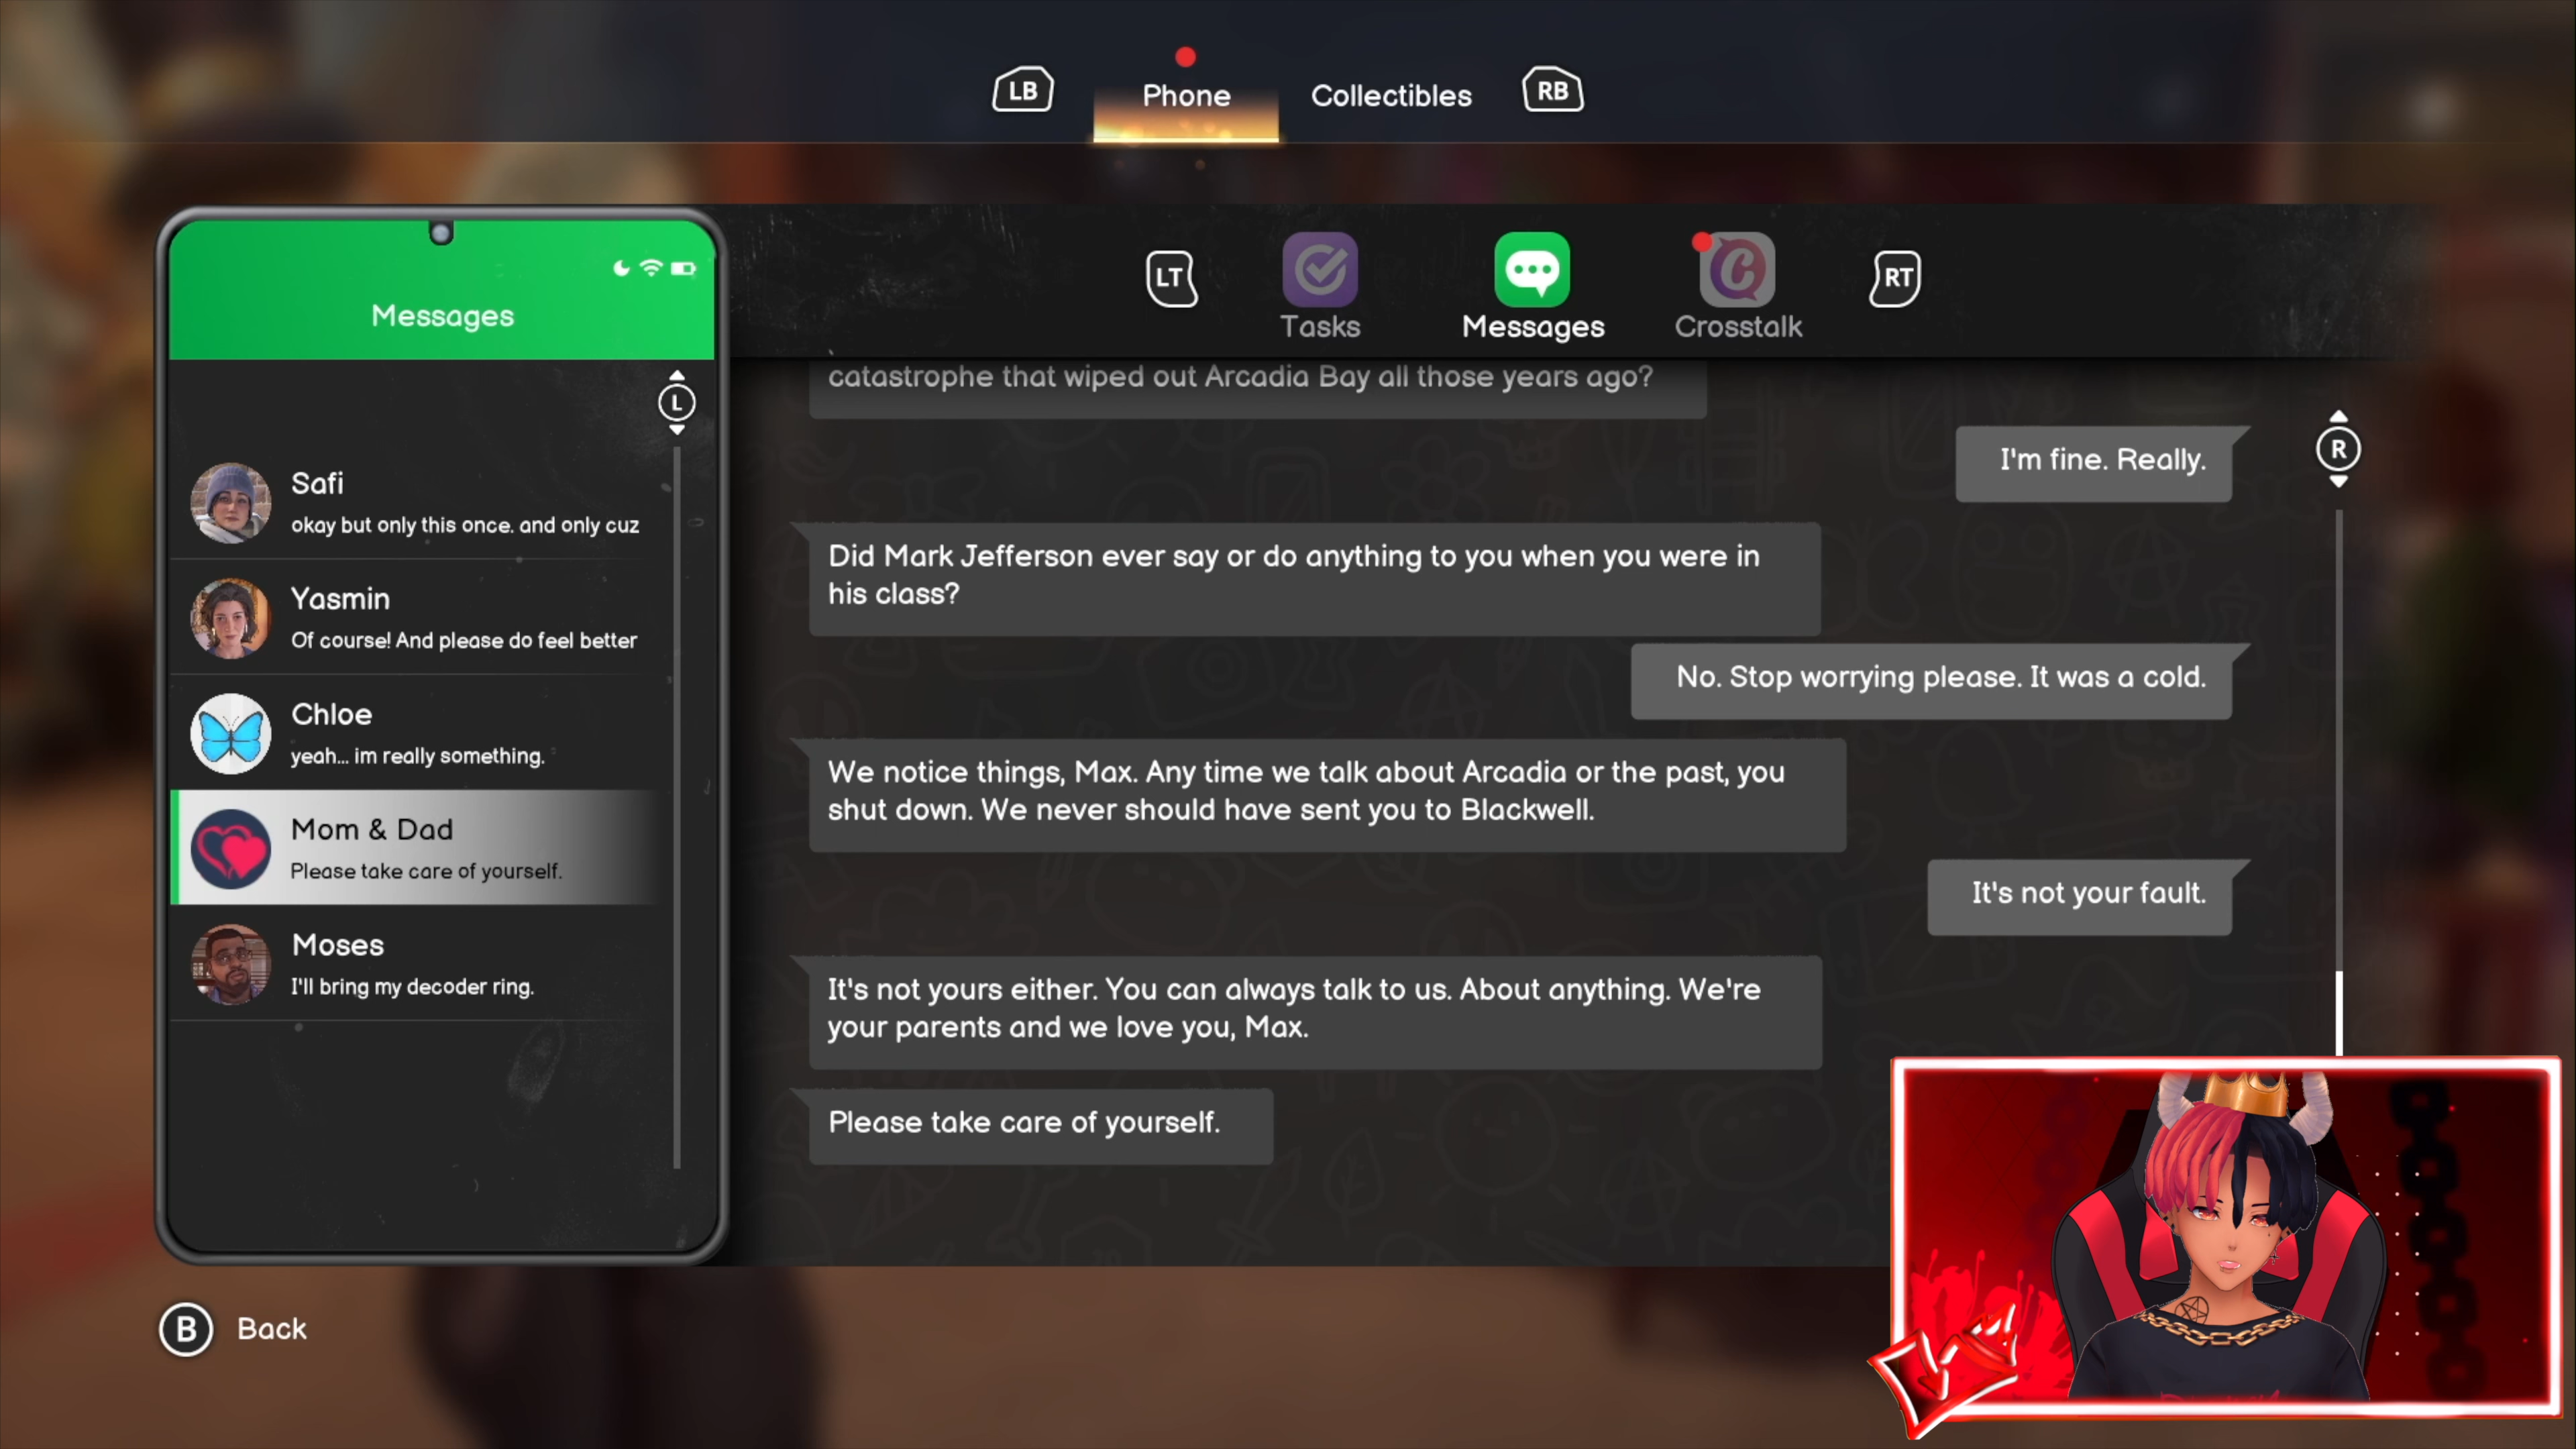 LB
Phone
Collectibles
RB
Messages
LT
Tasks
Messages
Crosstalk
RT
L
Safi
okay but only this once. and only cuz
Yasmin
Of course! And please do feel better
Chloe
yeah... im really something.
Mom & Dad
Please take care of yourself.
Moses
I'll bring my decoder ring.
catastrophe that wiped out Arcadia Bay all those years ago?
I'm fine. Really.
R
Did Mark Jefferson ever say or do anything to you when you were in
his class?
No. Stop worrying please. It was a cold.
We notice things, Max. Any time we talk about Arcadia or the past, you
shut down. We never should have sent you to Blackwell.
It's not your fault.
It's not yours either. You can always talk to us. About anything. We're
your parents and we love you, Max.
Please take care of yourself.
B Back